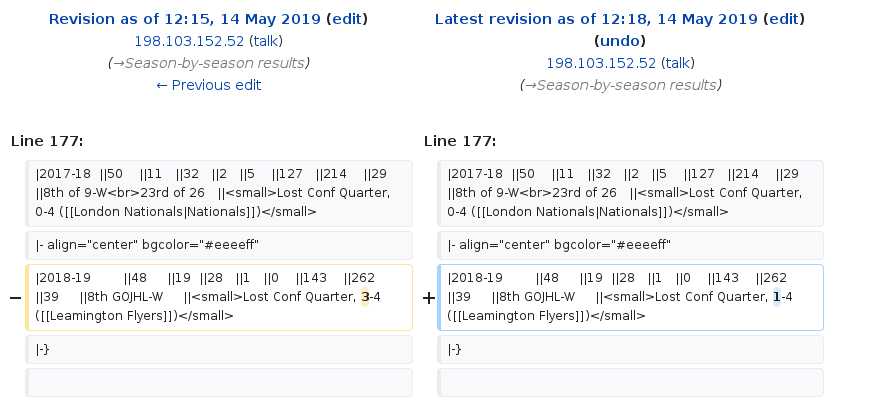 Revision as of 12:15, 14 May 2019 (edit)
198.103.152.52 (talk)
(→Season-by-season results)
← Previous edit
Latest revision as of 12:18, 14 May 2019 (edit)
(undo)
198.103.152.52 (talk)
(→Season-by-season results)
Line 177:
|2017-18 ||50 ||11 ||32 ||2 ||5 ||127 ||214 ||29
||8th of 9-W<br>23rd of 26 ||<small>Lost Conf Quarter,
0-4 ([[London Nationals|Nationals]])</small>
|- align="center" bgcolor="#eeeeff"
− |2018-19 ||48 ||19 ||28 ||1 ||0 ||143 ||262
||39 ||8th GOJHL-W ||<small>Lost Conf Quarter, 3-4
([[Leamington Flyers]])</small>
|-}
Line 177:
|2017-18 ||50 ||11 ||32 ||2 ||5 ||127 ||214 ||29
||8th of 9-W<br>23rd of 26 ||<small>Lost Conf Quarter,
0-4 ([[London Nationals|Nationals]])</small>
|- align="center" bgcolor="#eeeeff"
+ |2018-19 ||48 ||19 ||28 ||1 ||0 ||143 ||262
||39 ||8th GOJHL-W ||<small>Lost Conf Quarter, 1-4
([[Leamington Flyers]])</small>
|-}